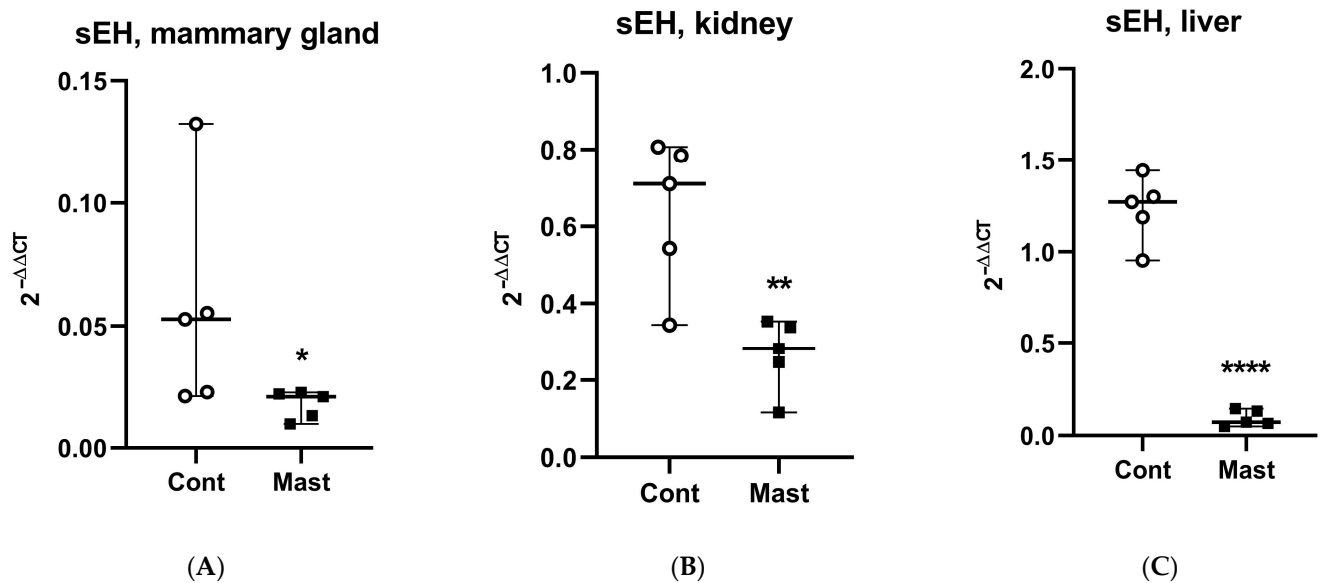 sEH, mammary gland
0.15
0.10
0.05
0.00
2^-ΔΔCT
*
Cont Mast
(A)
sEH, kidney
1.0
0.8
0.6
0.4
0.2
0.0
2^-ΔΔCT
**
Cont Mast
(B)
sEH, liver
2.0
1.5
1.0
0.5
0.0
2^-ΔΔCT
****
Cont Mast
(C)